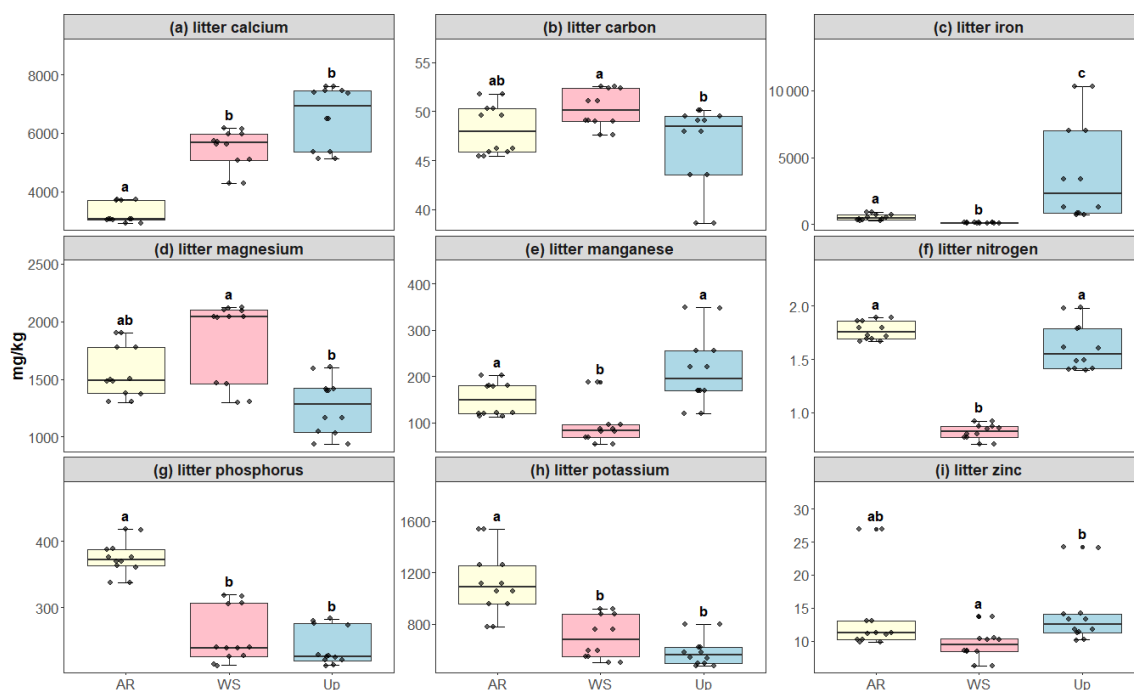 (a) litter calcium (b) litter carbon (c) litter iron
8000 b
6000 b
4000 a
55 ab a b
50
45
40
10 000 c
5000 a b
0
(d) litter magnesium (e) litter manganese (f) litter nitrogen
mg/kg
2500 ab a b
2000
1500
1000
400 a b a
300
200
100
2.0 a b a
1.5
1.0
(g) litter phosphorus (h) litter potassium (i) litter zinc
400 a b b
300
1600 a b b
1200
800
30 ab a b
25
20
15
10
AR WS Up AR WS Up AR WS Up